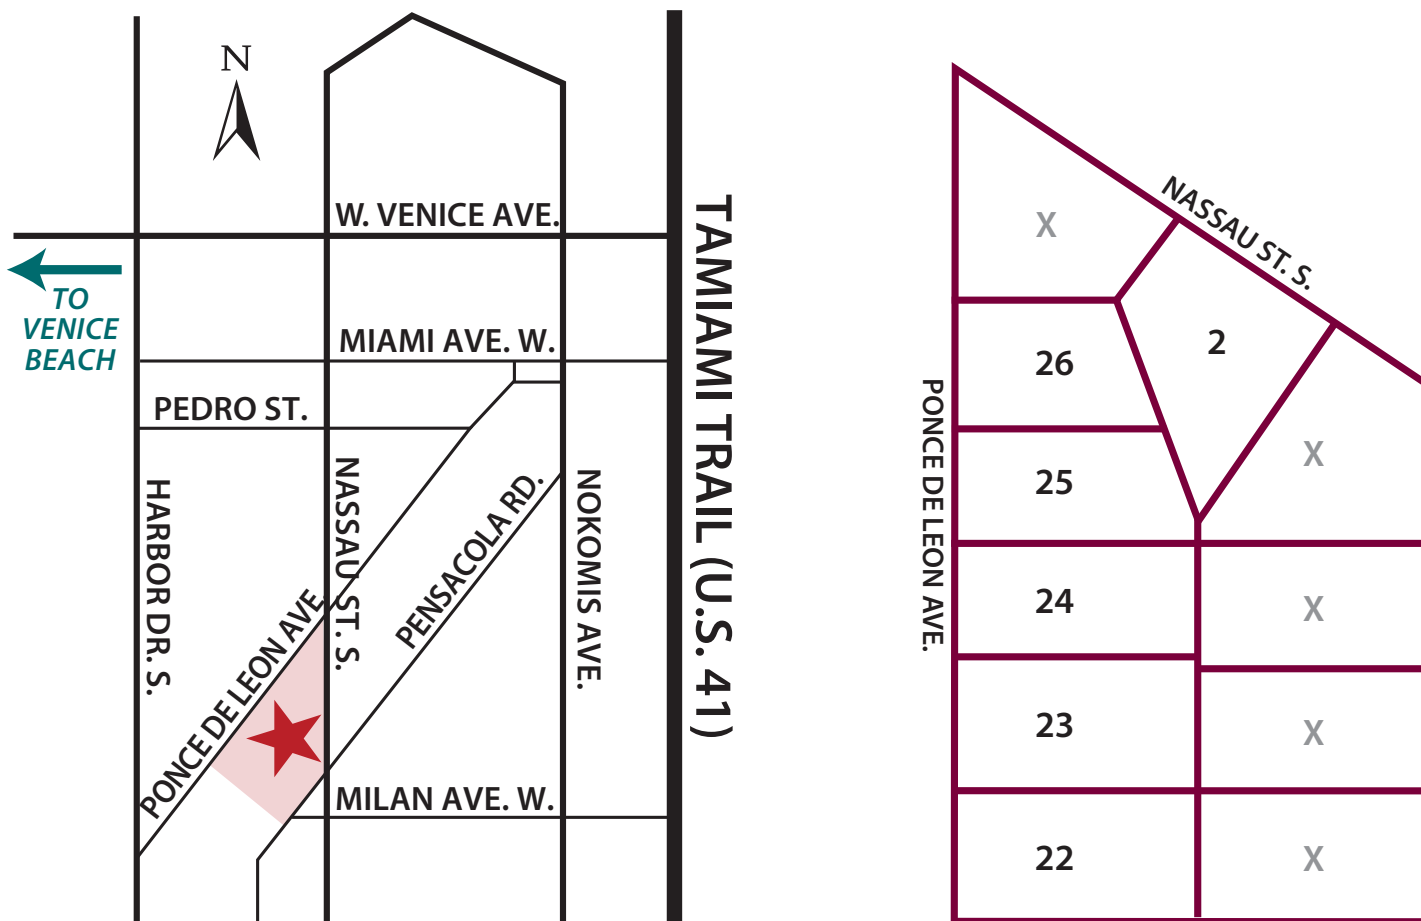 N
W. VENICE AVE.
TO
VENICE
BEACH
MIAMI AVE. W.
PEDRO ST.
HARBOR DR. S.
NASSAU ST. S.
PONCE DE LEON AVE.
PENSACOLA RD.
NOKOMIS AVE.
TAMIAMI TRAIL (U.S. 41)
MILAN AVE. W.
NASSAU ST. S.
PONCE DE LEON AVE.
X
2
26
X
25
24
X
23
X
22
X